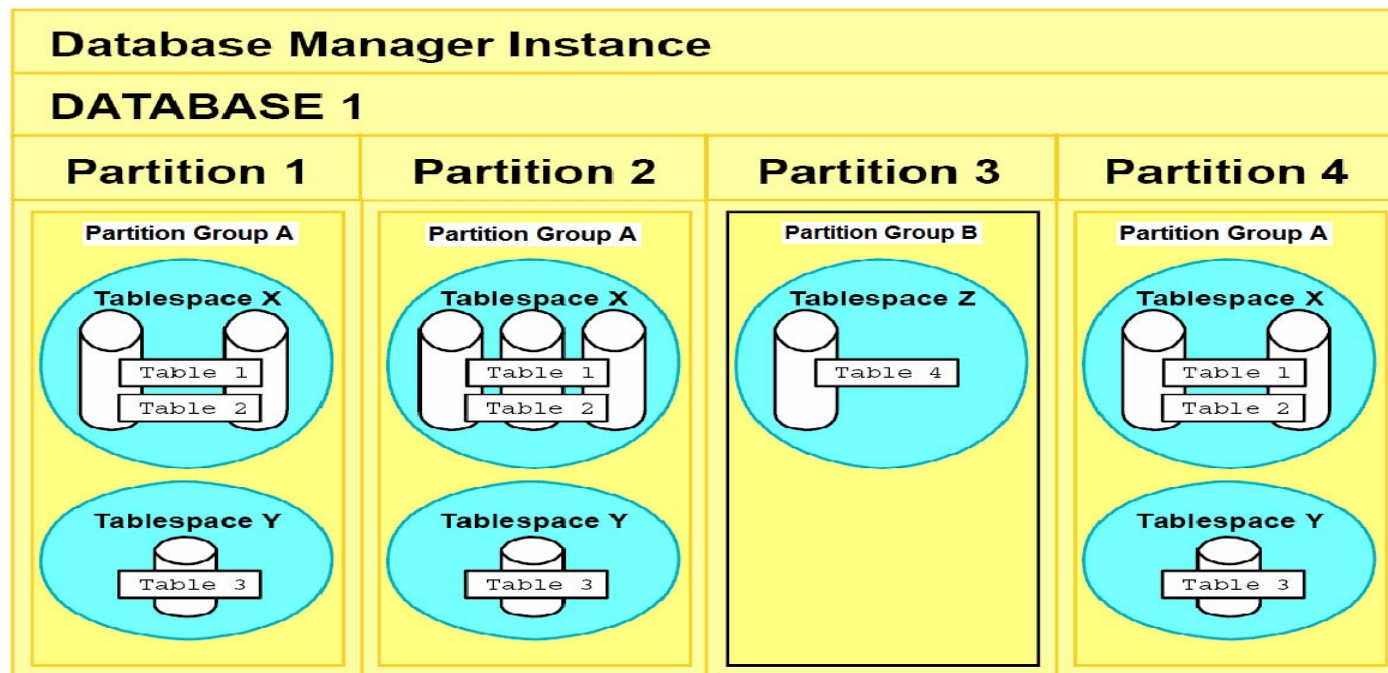 Database Manager Instance
DATABASE 1
Partition 1
Partition 2
Partition 3
Partition 4
Partition Group A
Tablespace X
Table 1
Table 2
Tablespace Y
Table 3
Partition Group A
Tablespace X
Table 1
Table 2
Tablespace Y
Table 3
Partition Group B
Tablespace Z
Table 4
Partition Group A
Tablespace X
Table 1
Table 2
Tablespace Y
Table 3